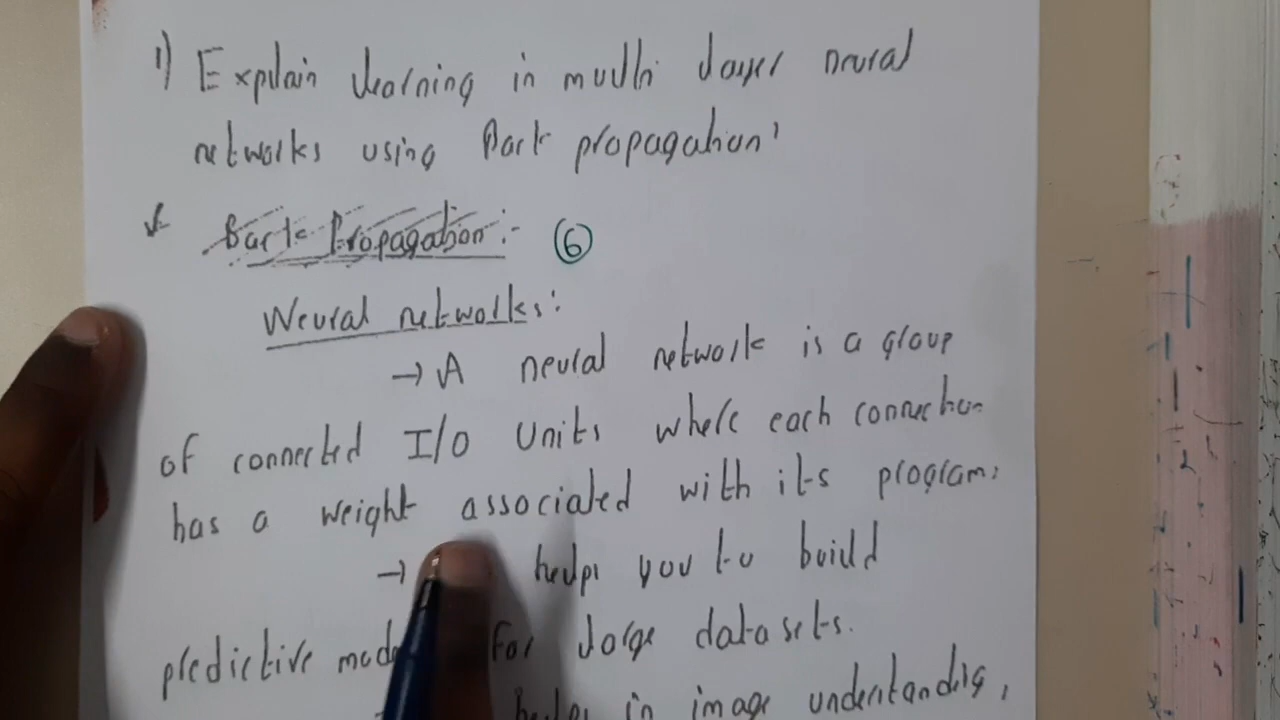 1) Explain learning in multi layer neural
networks using Back propagation'
Back Propagation:- 6
Neural networks:
→ A neural network is a group
of connected I/O Units where each connection
has a weight associated with its program:
→ helps you to build
predictive for large datasets.
helps in image understanding,